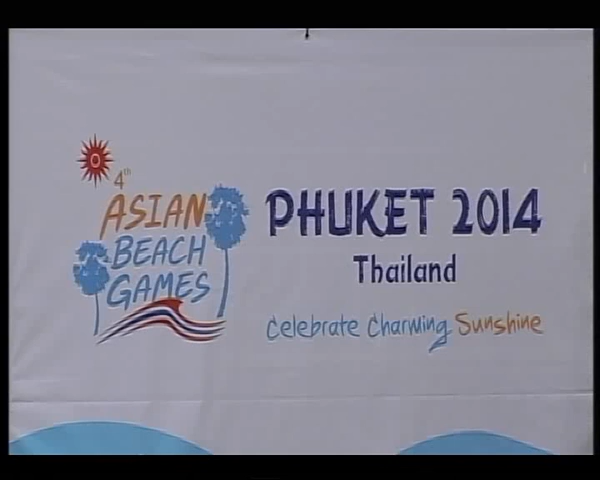 4th
ASIAN
BEACH
GAMES
PHUKET 2014
Thailand
Celebrate Charming Sunshine